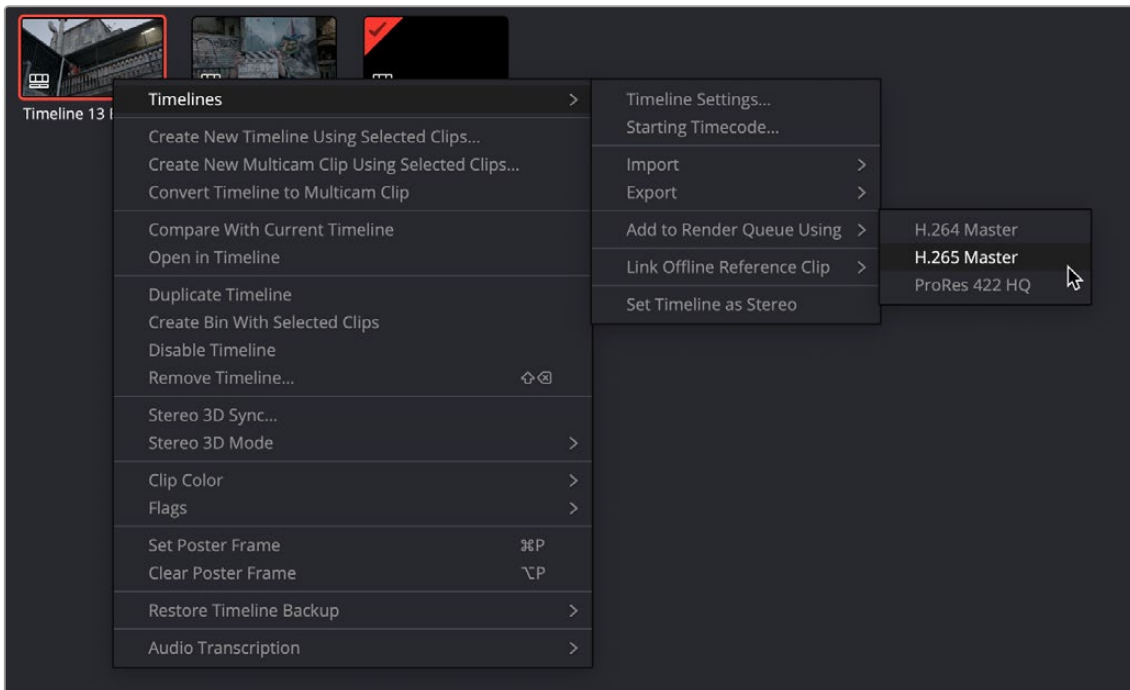 Timeline 13
Timelines
Create New Timeline Using Selected Clips...
Create New Multicam Clip Using Selected Clips...
Convert Timeline to Multicam Clip
Compare With Current Timeline
Open in Timeline
Duplicate Timeline
Create Bin With Selected Clips
Disable Timeline
Remove Timeline... ⇧⌫
Stereo 3D Sync...
Stereo 3D Mode
Clip Color
Flags
Set Poster Frame ⌘P
Clear Poster Frame ⌥P
Restore Timeline Backup
Audio Transcription
Timeline Settings...
Starting Timecode...
Import
Export
Add to Render Queue Using
Link Offline Reference Clip
Set Timeline as Stereo
H.264 Master
H.265 Master
ProRes 422 HQ